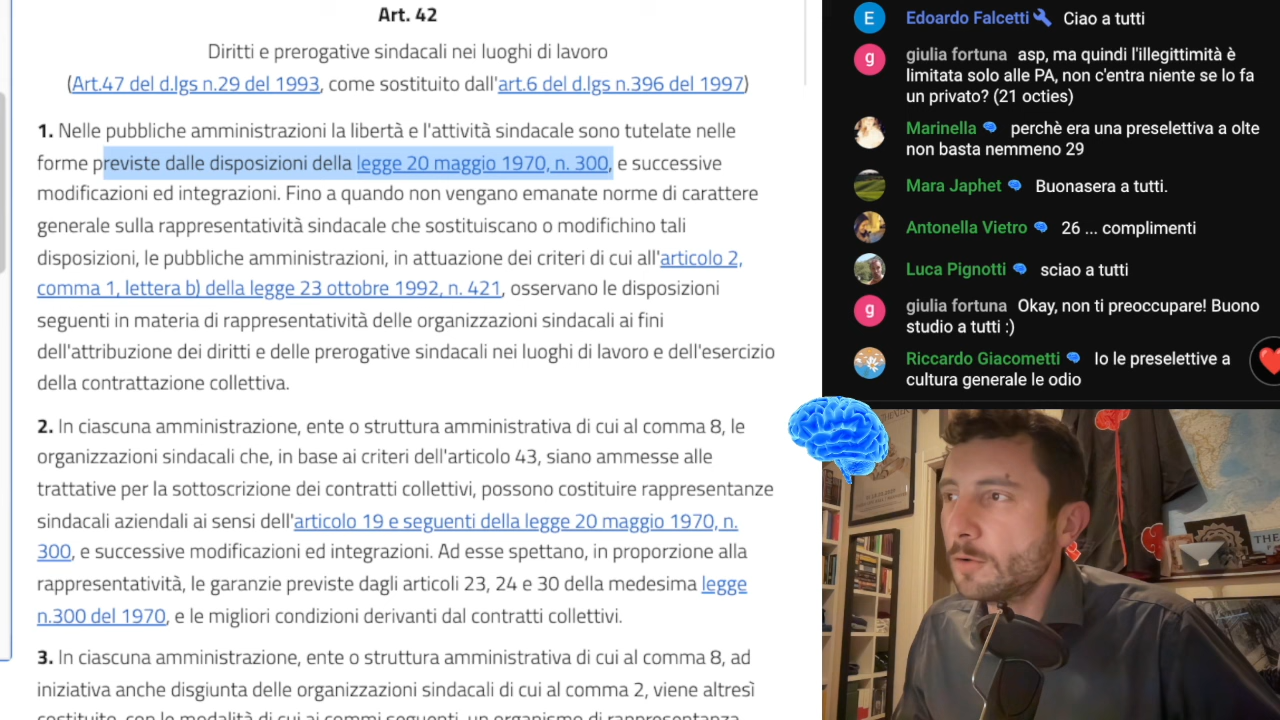 Art. 42
Diritti e prerogative sindacali nei luoghi di lavoro
(Art.47 del d.lgs n.29 del 1993, come sostituito dall'art.6 del d.lgs n.396 del 1997)
1. Nelle pubbliche amministrazioni la libertà e l'attività sindacale sono tutelate nelle
forme previste dalle disposizioni della legge 20 maggio 1970, n. 300, e successive
modificazioni ed integrazioni. Fino a quando non vengano emanate norme di carattere
generale sulla rappresentatività sindacale che sostituiscano o modifichino tali
disposizioni, le pubbliche amministrazioni, in attuazione dei criteri di cui all'articolo 2,
comma 1, lettera b) della legge 23 ottobre 1992, n. 421, osservano le disposizioni
seguenti in materia di rappresentatività delle organizzazioni sindacali ai fini
dell'attribuzione dei diritti e delle prerogative sindacali nei luoghi di lavoro e dell'esercizio
della contrattazione collettiva.
2. In ciascuna amministrazione, ente o struttura amministrativa di cui al comma 8, le
organizzazioni sindacali che, in base ai criteri dell'articolo 43, siano ammesse alle
trattative per la sottoscrizione dei contratti collettivi, possono costituire rappresentanze
sindacali aziendali ai sensi dell'articolo 19 e seguenti della legge 20 maggio 1970, n.
300, e successive modificazioni ed integrazioni. Ad esse spettano, in proporzione alla
rappresentatività, le garanzie previste dagli articoli 23, 24 e 30 della medesima legge
n.300 del 1970, e le migliori condizioni derivanti dal contratti collettivi.
3. In ciascuna amministrazione, ente o struttura amministrativa di cui al comma 8, ad
iniziativa anche disgiunta delle organizzazioni sindacali di cui al comma 2, viene altresì
costituito, con le modalità di cui ai commi seguenti, un organismo di rappresentanza
E Edoardo Falcetti Ciao a tutti
g giulia fortuna asp, ma quindi l'illegittimità è
limitata solo alle PA, non c'entra niente se lo fa
un privato? (21 octies)
Marinella perchè era una preselettiva a olte
non basta nemmeno 29
Mara Japhet Buonasera a tutti.
Antonella Vietro 26 ... complimenti
Luca Pignotti sciao a tutti
g giulia fortuna Okay, non ti preoccupare! Buono
studio a tutti :)
Riccardo Giacometti Io le preselettive a
cultura generale le odio